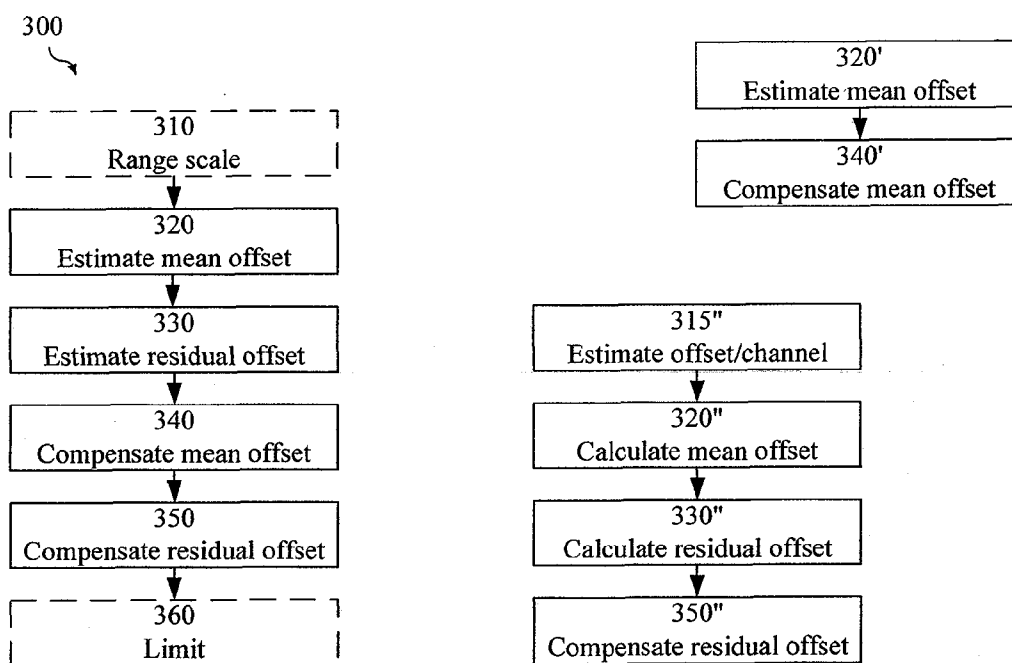 300
310
Range scale
320
Estimate mean offset
330
Estimate residual offset
340
Compensate mean offset
350
Compensate residual offset
360
Limit
320'
Estimate mean offset
340'
Compensate mean offset
315"
Estimate offset/channel
320"
Calculate mean offset
330"
Calculate residual offset
350"
Compensate residual offset